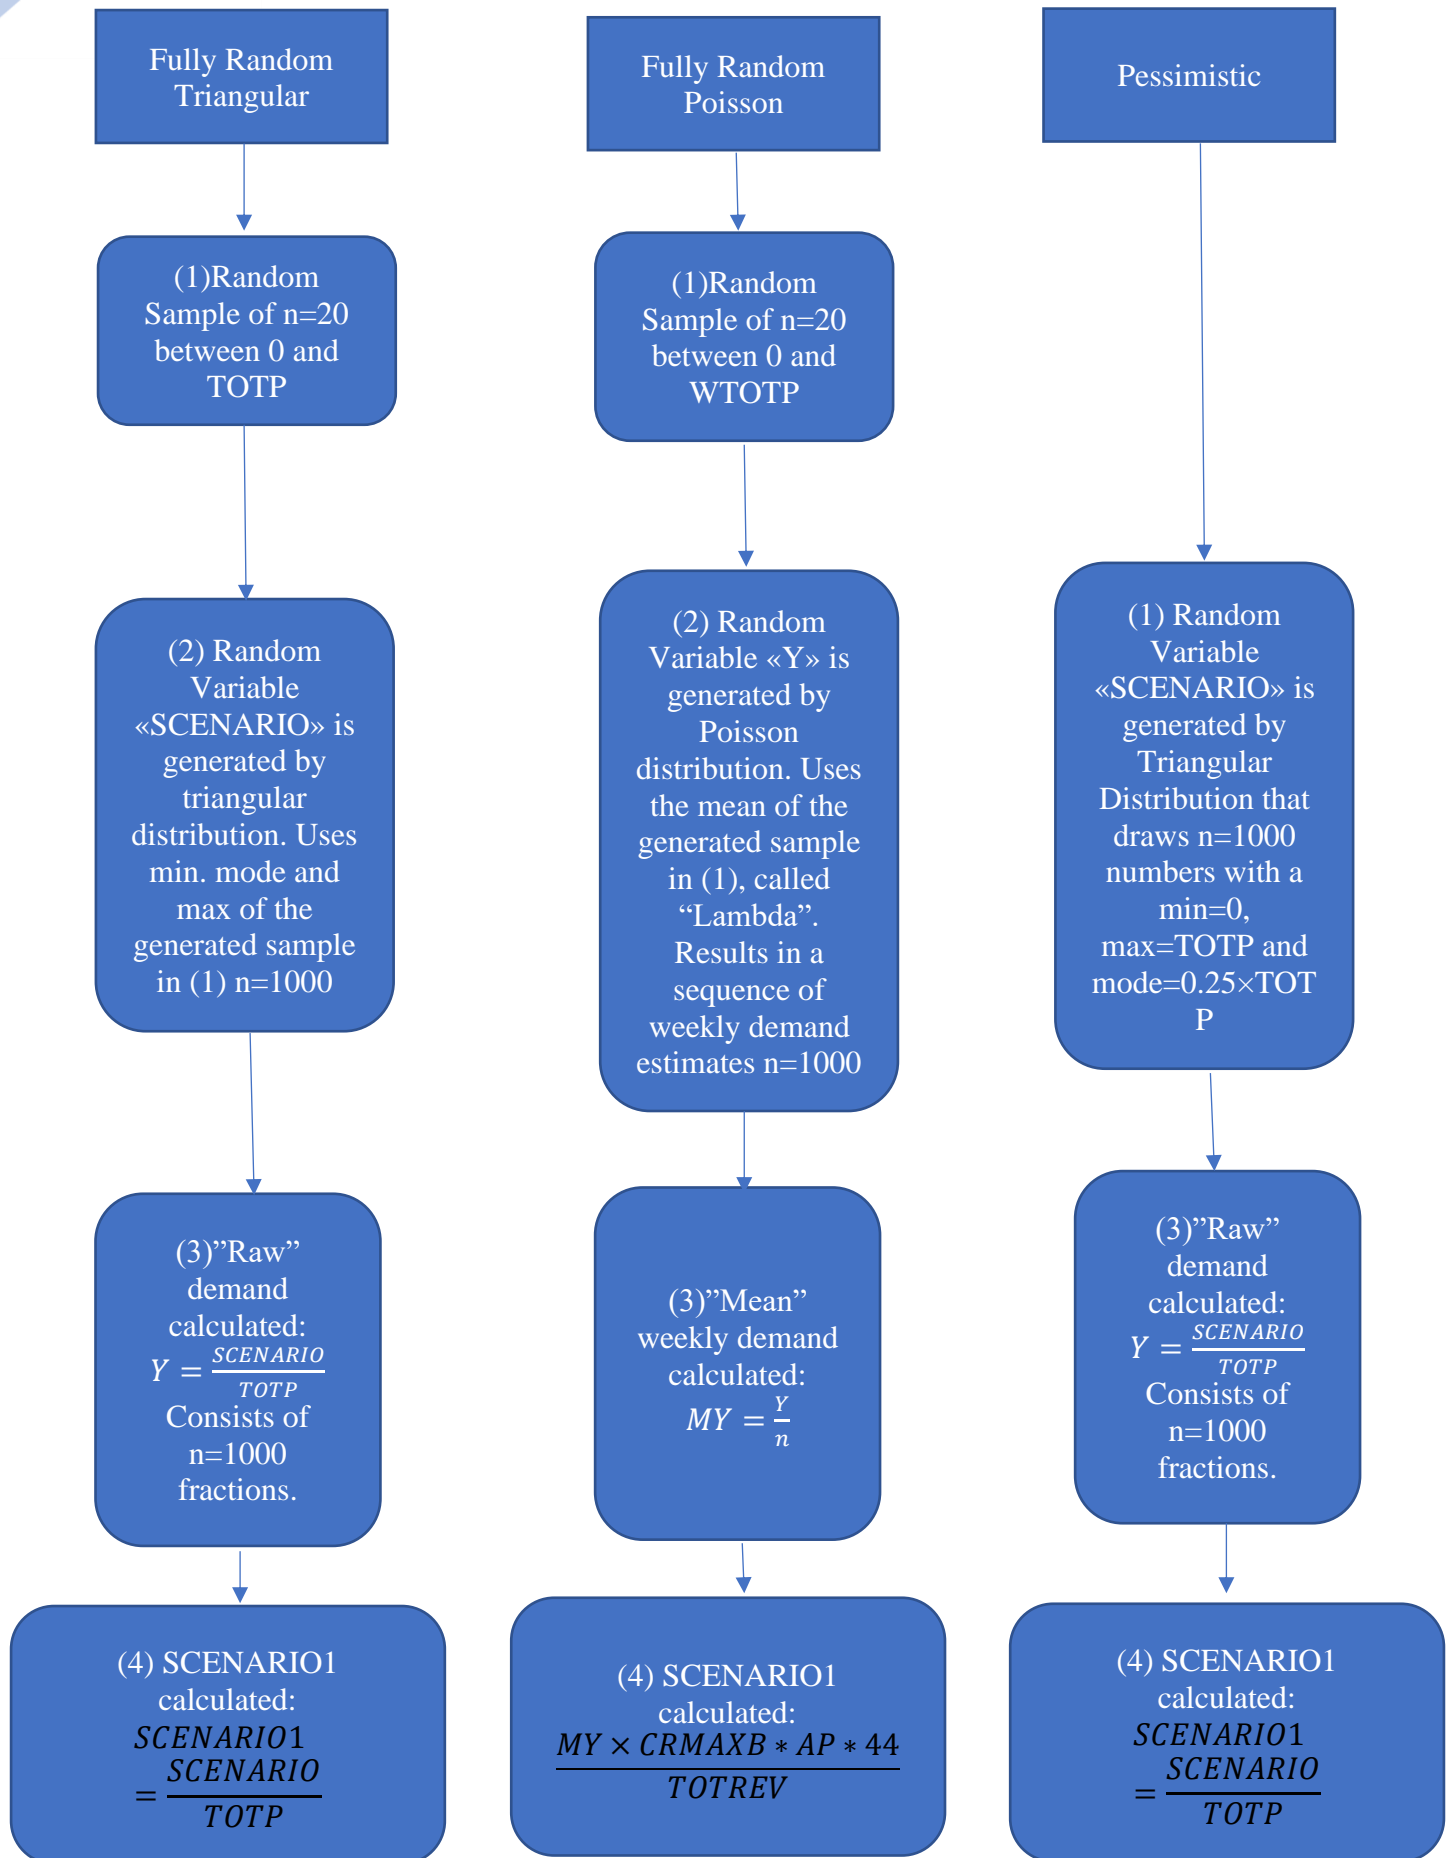 Fully Random
Triangular
(1)Random
Sample of n=20
between 0 and
TOTP
(2) Random
Variable
«SCENARIO» is
generated by
triangular
distribution. Uses
min. mode and
max of the
generated sample
in (1) n=1000
(3)”Raw”
demand
calculated:
Y = SCENARIO/TOTP
Consists of
n=1000
fractions.
(4) SCENARIO1
calculated:
SCENARIO1
= SCENARIO/TOTP
Fully Random
Poisson
(1)Random
Sample of n=20
between 0 and
WTOTP
(2) Random
Variable «Y» is
generated by
Poisson
distribution. Uses
the mean of the
generated sample
in (1), called
“Lambda”.
Results in a
sequence of
weekly demand
estimates n=1000
(3)”Mean”
weekly demand
calculated:
MY = Y/n
(4) SCENARIO1
calculated:
MY × CRMAXB ∗ AP ∗ 44/TOTREV
Pessimistic
(1) Random
Variable
«SCENARIO» is
generated by
Triangular
Distribution that
draws n=1000
numbers with a
min=0,
max=TOTP and
mode=0.25×TOT
P
(3)”Raw”
demand
calculated:
Y = SCENARIO/TOTP
Consists of
n=1000
fractions.
(4) SCENARIO1
calculated:
SCENARIO1
= SCENARIO/TOTP